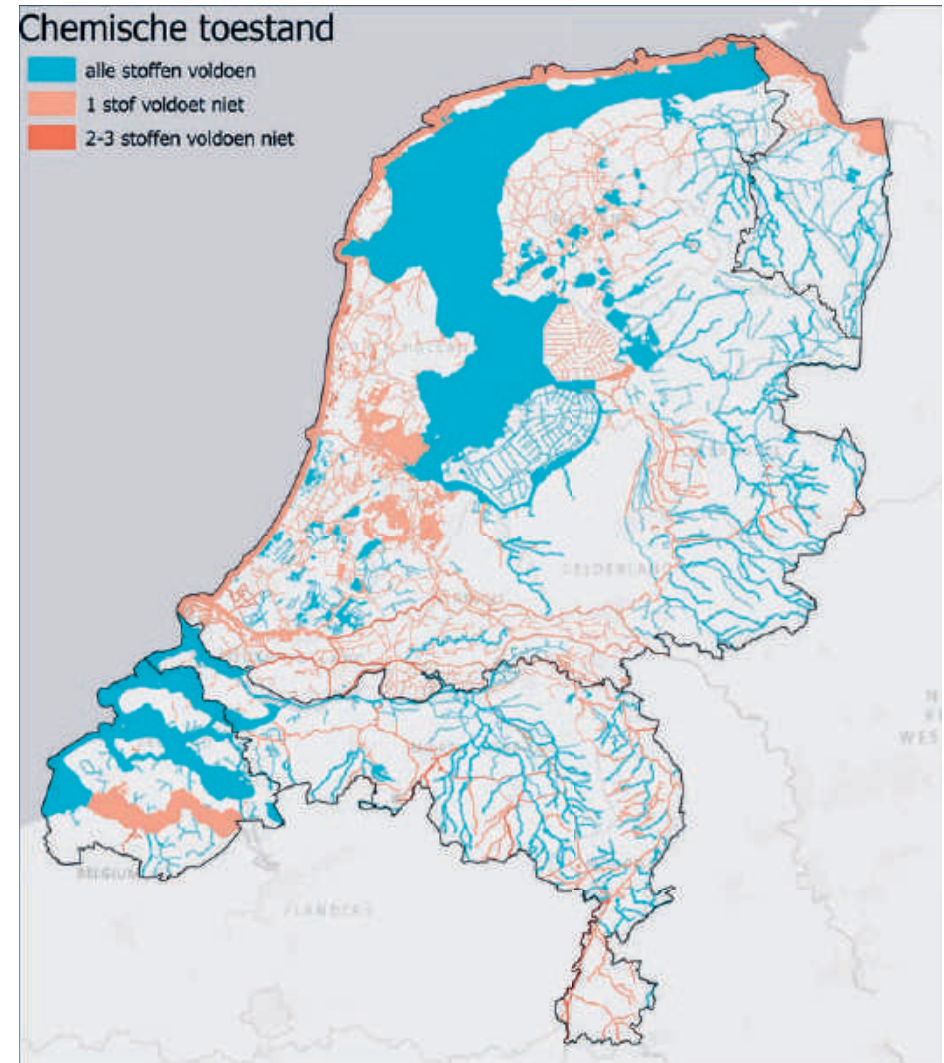 Chemische toestand
alle stoffen voldoen
1 stof voldoet niet
2-3 stoffen voldoen niet
GELDERLAND
BELGIUM
FLANDERS